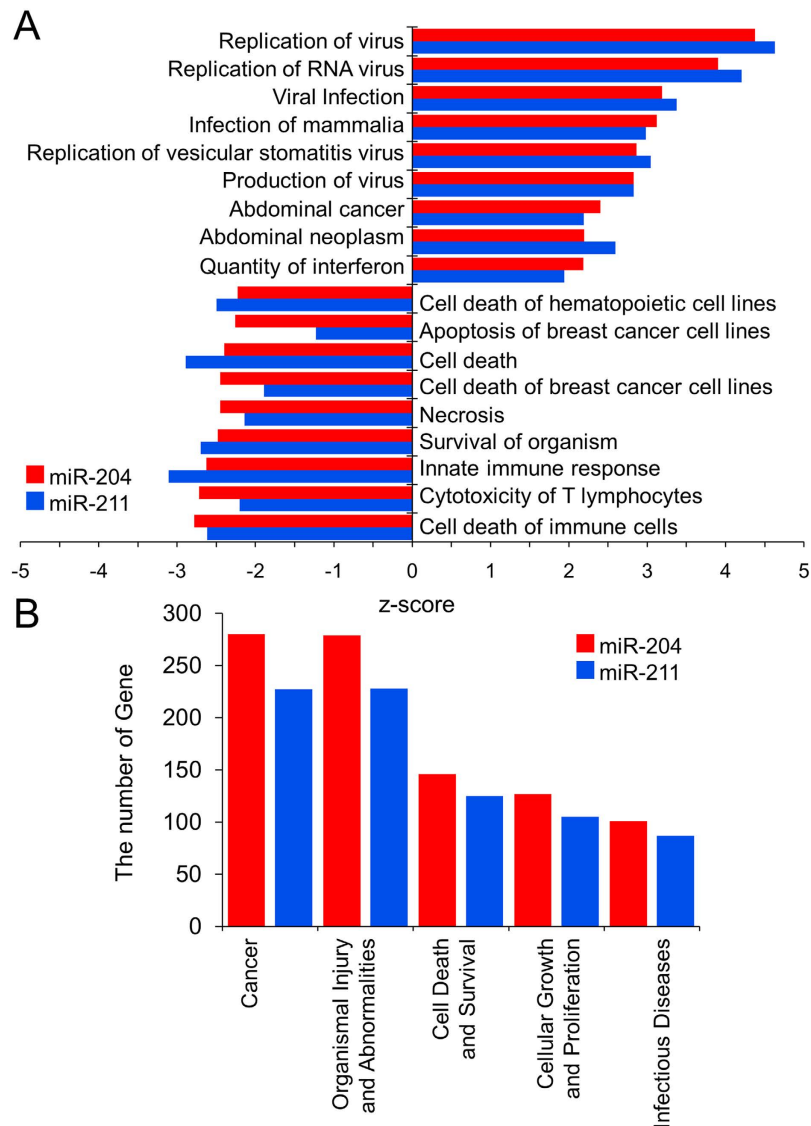 A
Replication of virus
Replication of RNA virus
Viral Infection
Infection of mammalia
Replication of vesicular stomatitis virus
Production of virus
Abdominal cancer
Abdominal neoplasm
Quantity of interferon
Cell death of hematopoietic cell lines
Apoptosis of breast cancer cell lines
Cell death
Cell death of breast cancer cell lines
Necrosis
Survival of organism
Innate immune response
Cytotoxicity of T lymphocytes
Cell death of immune cells
miR-204
miR-211
-5 -4 -3 -2 -1 0 1 2 3 4 5
z-score
B
The number of Gene
300
250
200
150
100
50
0
miR-204
miR-211
Cancer
Organismal Injury
and Abnormalities
Cell Death
and Survival
Cellular Growth
and Proliferation
Infectious Diseases